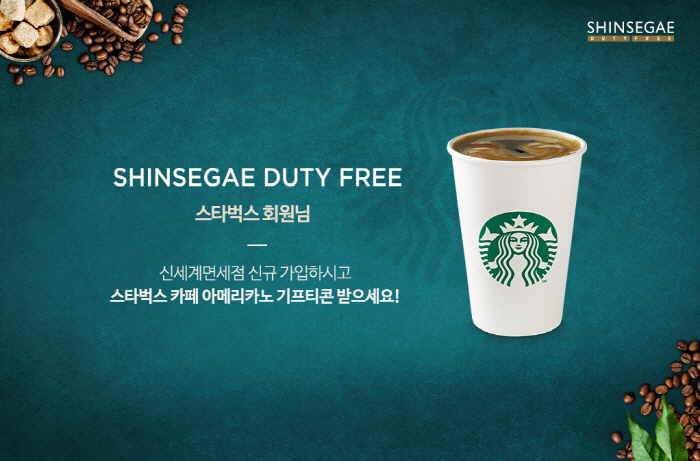 SHINSEGAE
DUTY FREE
SHINSEGAE DUTY FREE
스타벅스 회원님
신세계면세점 신규 가입하시고
스타벅스 카페 아메리카노 기프티콘 받으세요!